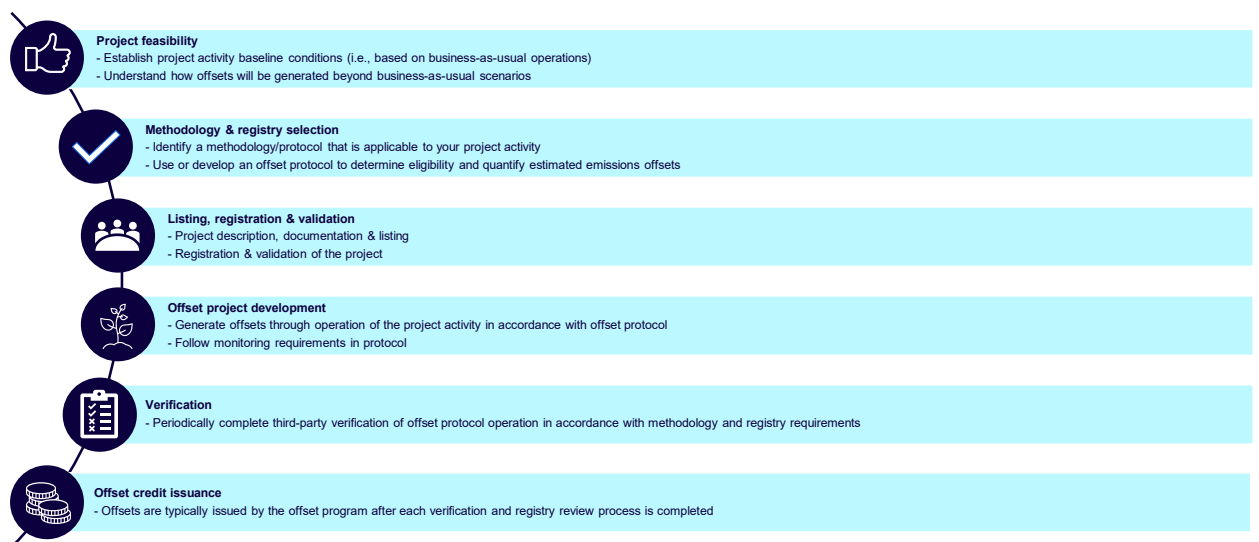 Project feasibility
- Establish project activity baseline conditions (i.e., based on business-as-usual operations)
- Understand how offsets will be generated beyond business-as-usual scenarios
Methodology & registry selection
- Identify a methodology/protocol that is applicable to your project activity
- Use or develop an offset protocol to determine eligibility and quantify estimated emissions offsets
Listing, registration & validation
- Project description, documentation & listing
- Registration & validation of the project
Offset project development
- Generate offsets through operation of the project activity in accordance with offset protocol
- Follow monitoring requirements in protocol
Verification
- Periodically complete third-party verification of offset protocol operation in accordance with methodology and registry requirements
Offset credit issuance
- Offsets are typically issued by the offset program after each verification and registry review process is completed